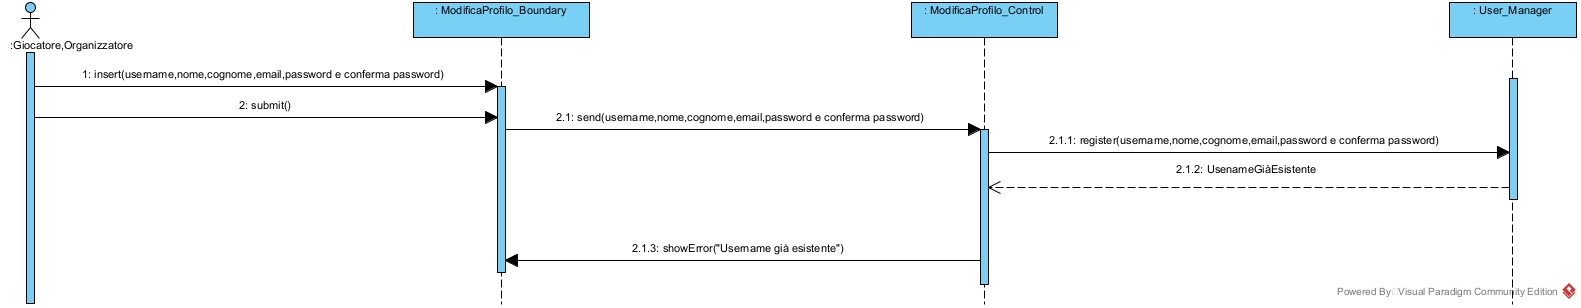 : ModificaProfilo_Boundary
: ModificaProfilo_Control
: User_Manager
:Giocatore,Organizzatore
1: insert(username,nome,cognome,email,password e conferma password)
2: submit()
2.1: send(username,nome,cognome,email,password e conferma password)
2.1.1: register(username,nome,cognome,email,password e conferma password)
2.1.2: UsenameGiàEsistente
2.1.3: showError("Username già esistente")
Powered By Visual Paradigm Community Edition